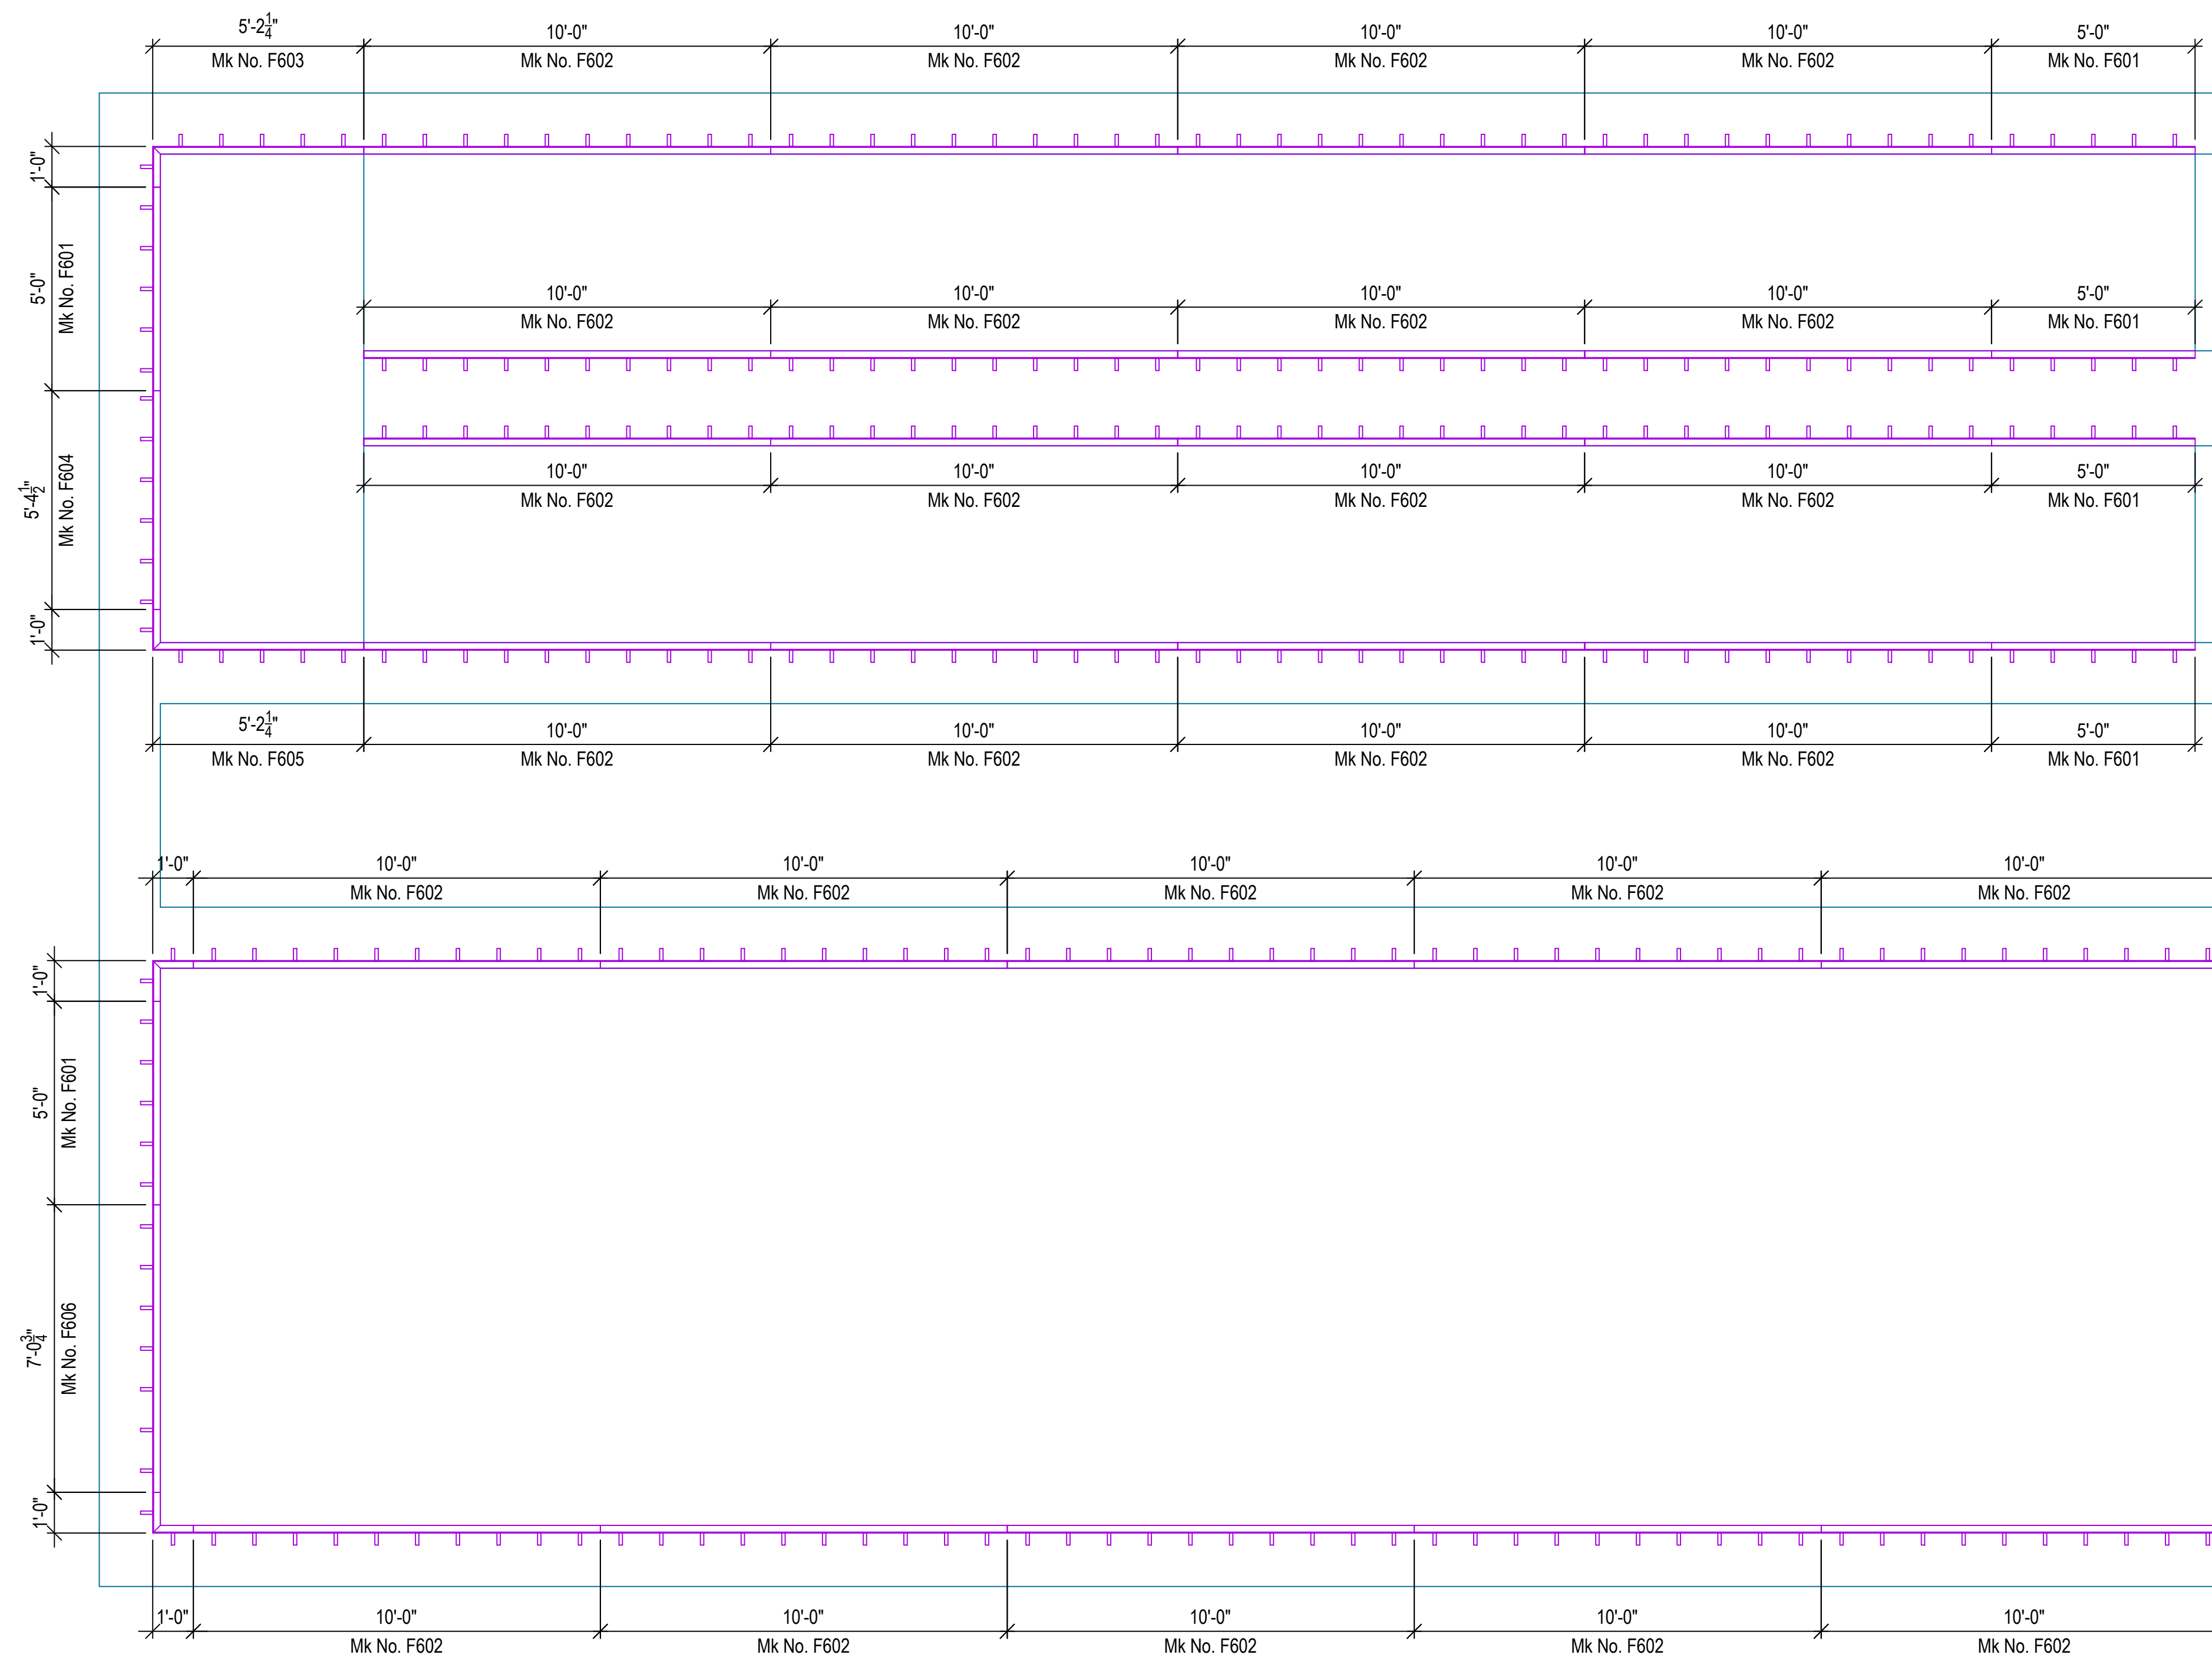 5'-2 1/4" 10'-0" 10'-0" 10'-0" 10'-0" 5'-0"
Mk No. F603 Mk No. F602 Mk No. F602 Mk No. F602 Mk No. F602 Mk No. F601
1'-0"
5'-0"
Mk No. F601
5'-4 1/2"
Mk No. F604
1'-0"
10'-0" 10'-0" 10'-0" 10'-0" 5'-0"
Mk No. F602 Mk No. F602 Mk No. F602 Mk No. F602 Mk No. F601
10'-0" 10'-0" 10'-0" 10'-0" 5'-0"
Mk No. F602 Mk No. F602 Mk No. F602 Mk No. F602 Mk No. F601
5'-2 1/4" 10'-0" 10'-0" 10'-0" 10'-0" 5'-0"
Mk No. F605 Mk No. F602 Mk No. F602 Mk No. F602 Mk No. F602 Mk No. F601
1'-0" 10'-0" 10'-0" 10'-0" 10'-0" 10'-0"
Mk No. F602 Mk No. F602 Mk No. F602 Mk No. F602 Mk No. F602
1'-0"
5'-0"
Mk No. F601
7'-0 3/4"
Mk No. F606
1'-0"
1'-0" 10'-0" 10'-0" 10'-0" 10'-0" 10'-0"
Mk No. F602 Mk No. F602 Mk No. F602 Mk No. F602 Mk No. F602